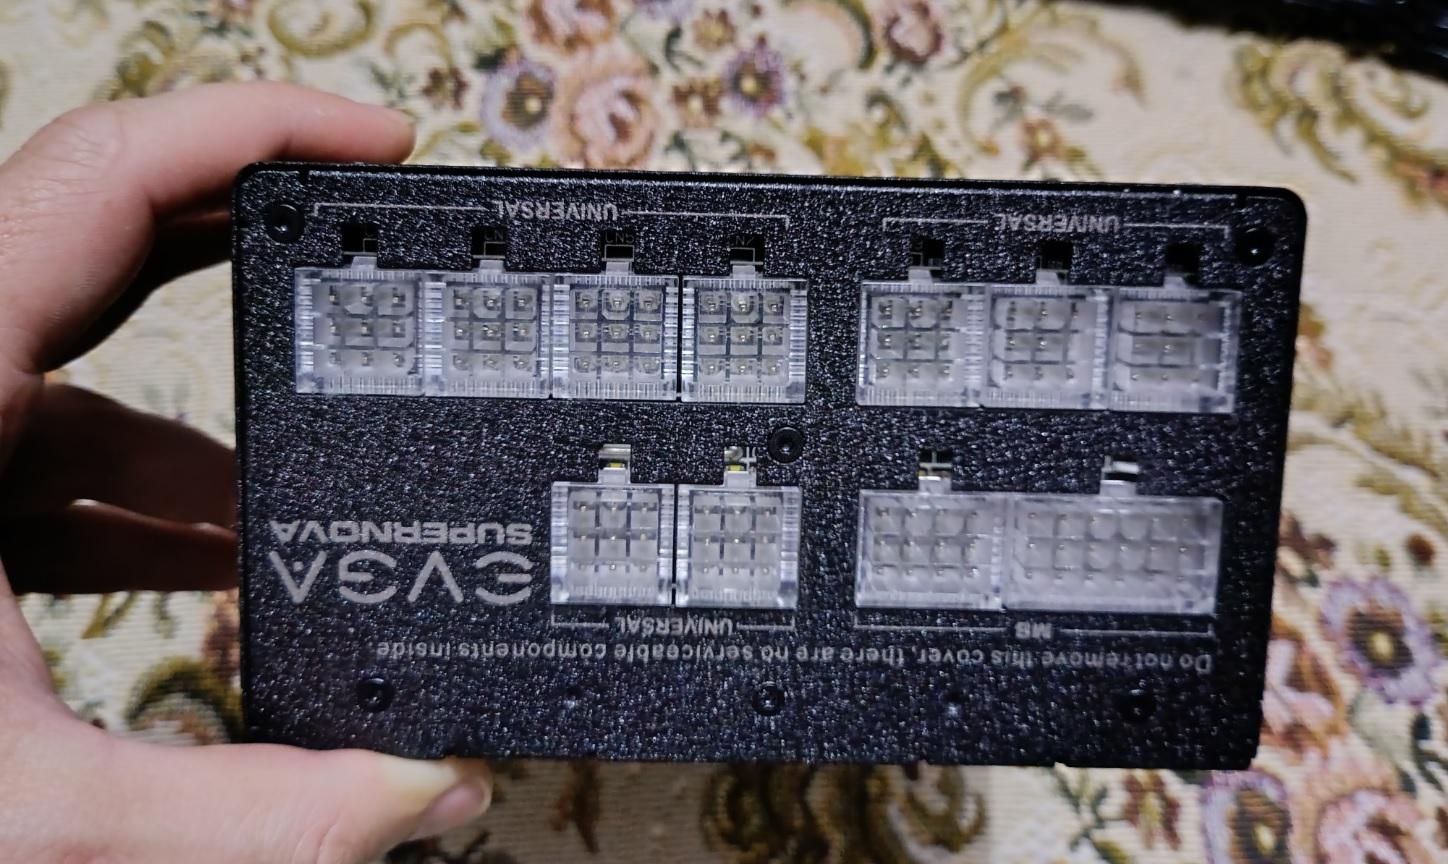 Do not remove this cover, there are no serviceable components inside.
MB
UNIVERSAL
EVGA
SUPERNOVA
UNIVERSAL
UNIVERSAL